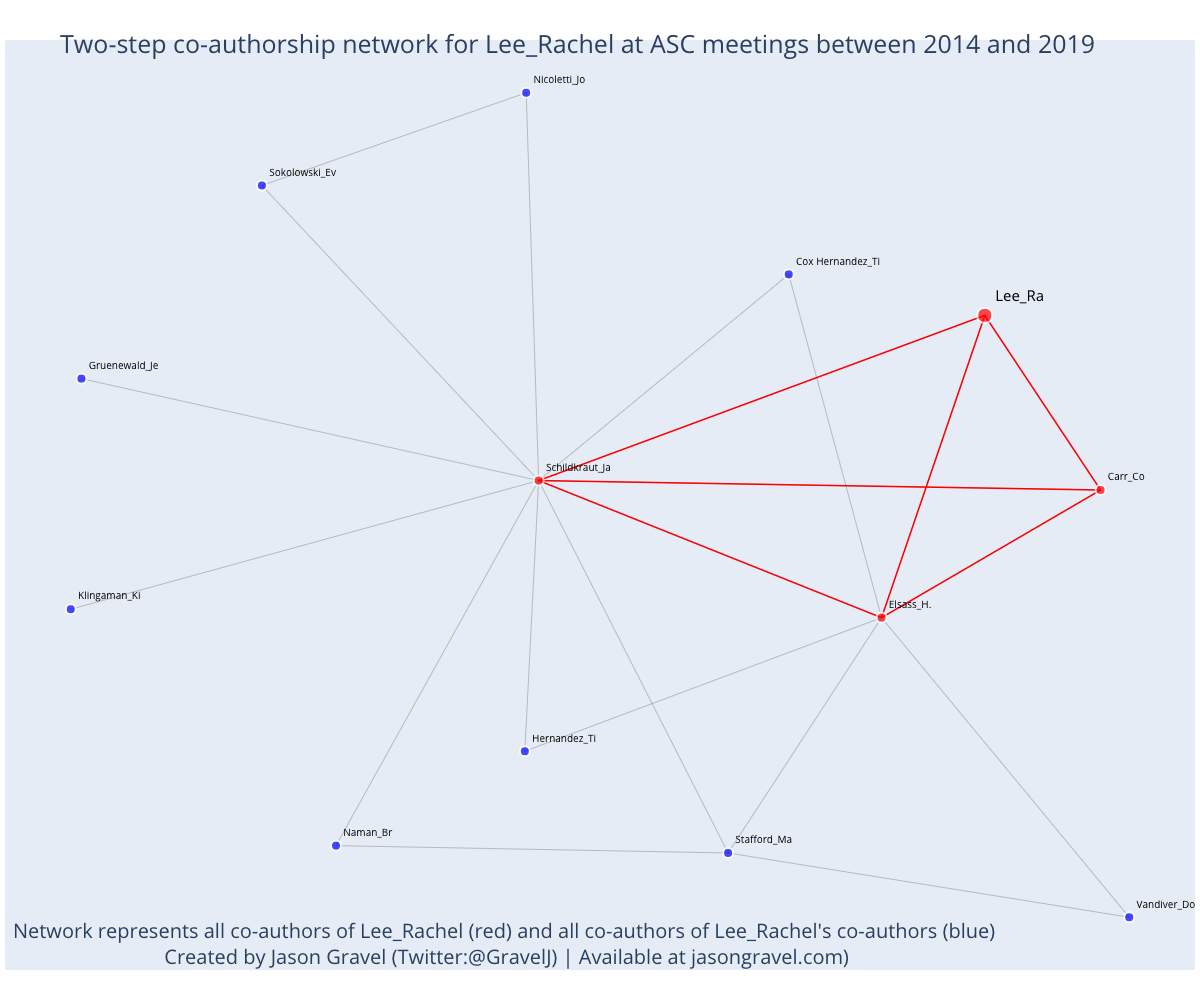 Two-step co-authorship network for Lee_Rachel at ASC meetings between 2014 and 2019
Nicoletti_Jo
Sokolowski_Ev
Cox Hernandez_Ti
Lee_Ra
Gruenewald_Je
Schildkraut_Ja
Carr_Co
Klingaman_Ki
Elsass_H.
Hernandez_Ti
Naman_Br
Stafford_Ma
Vandiver_Do
Network represents all co-authors of Lee_Rachel (red) and all co-authors of Lee_Rachel's co-authors (blue)
Created by Jason Gravel (Twitter:@GravelJ) | Available at jasongravel.com)